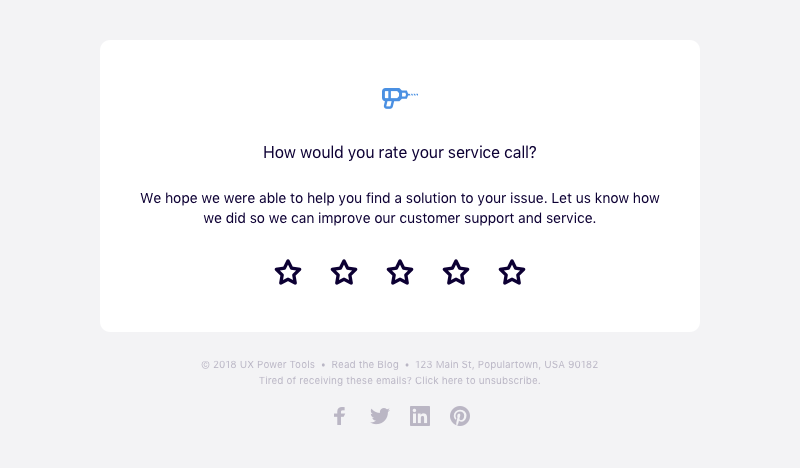 How would you rate your service call?
We hope we were able to help you find a solution to your issue. Let us know how
we did so we can improve our customer support and service.
© 2018 UX Power Tools • Read the Blog • 123 Main St, Populartown, USA 90182
Tired of receiving these emails? Click here to unsubscribe.